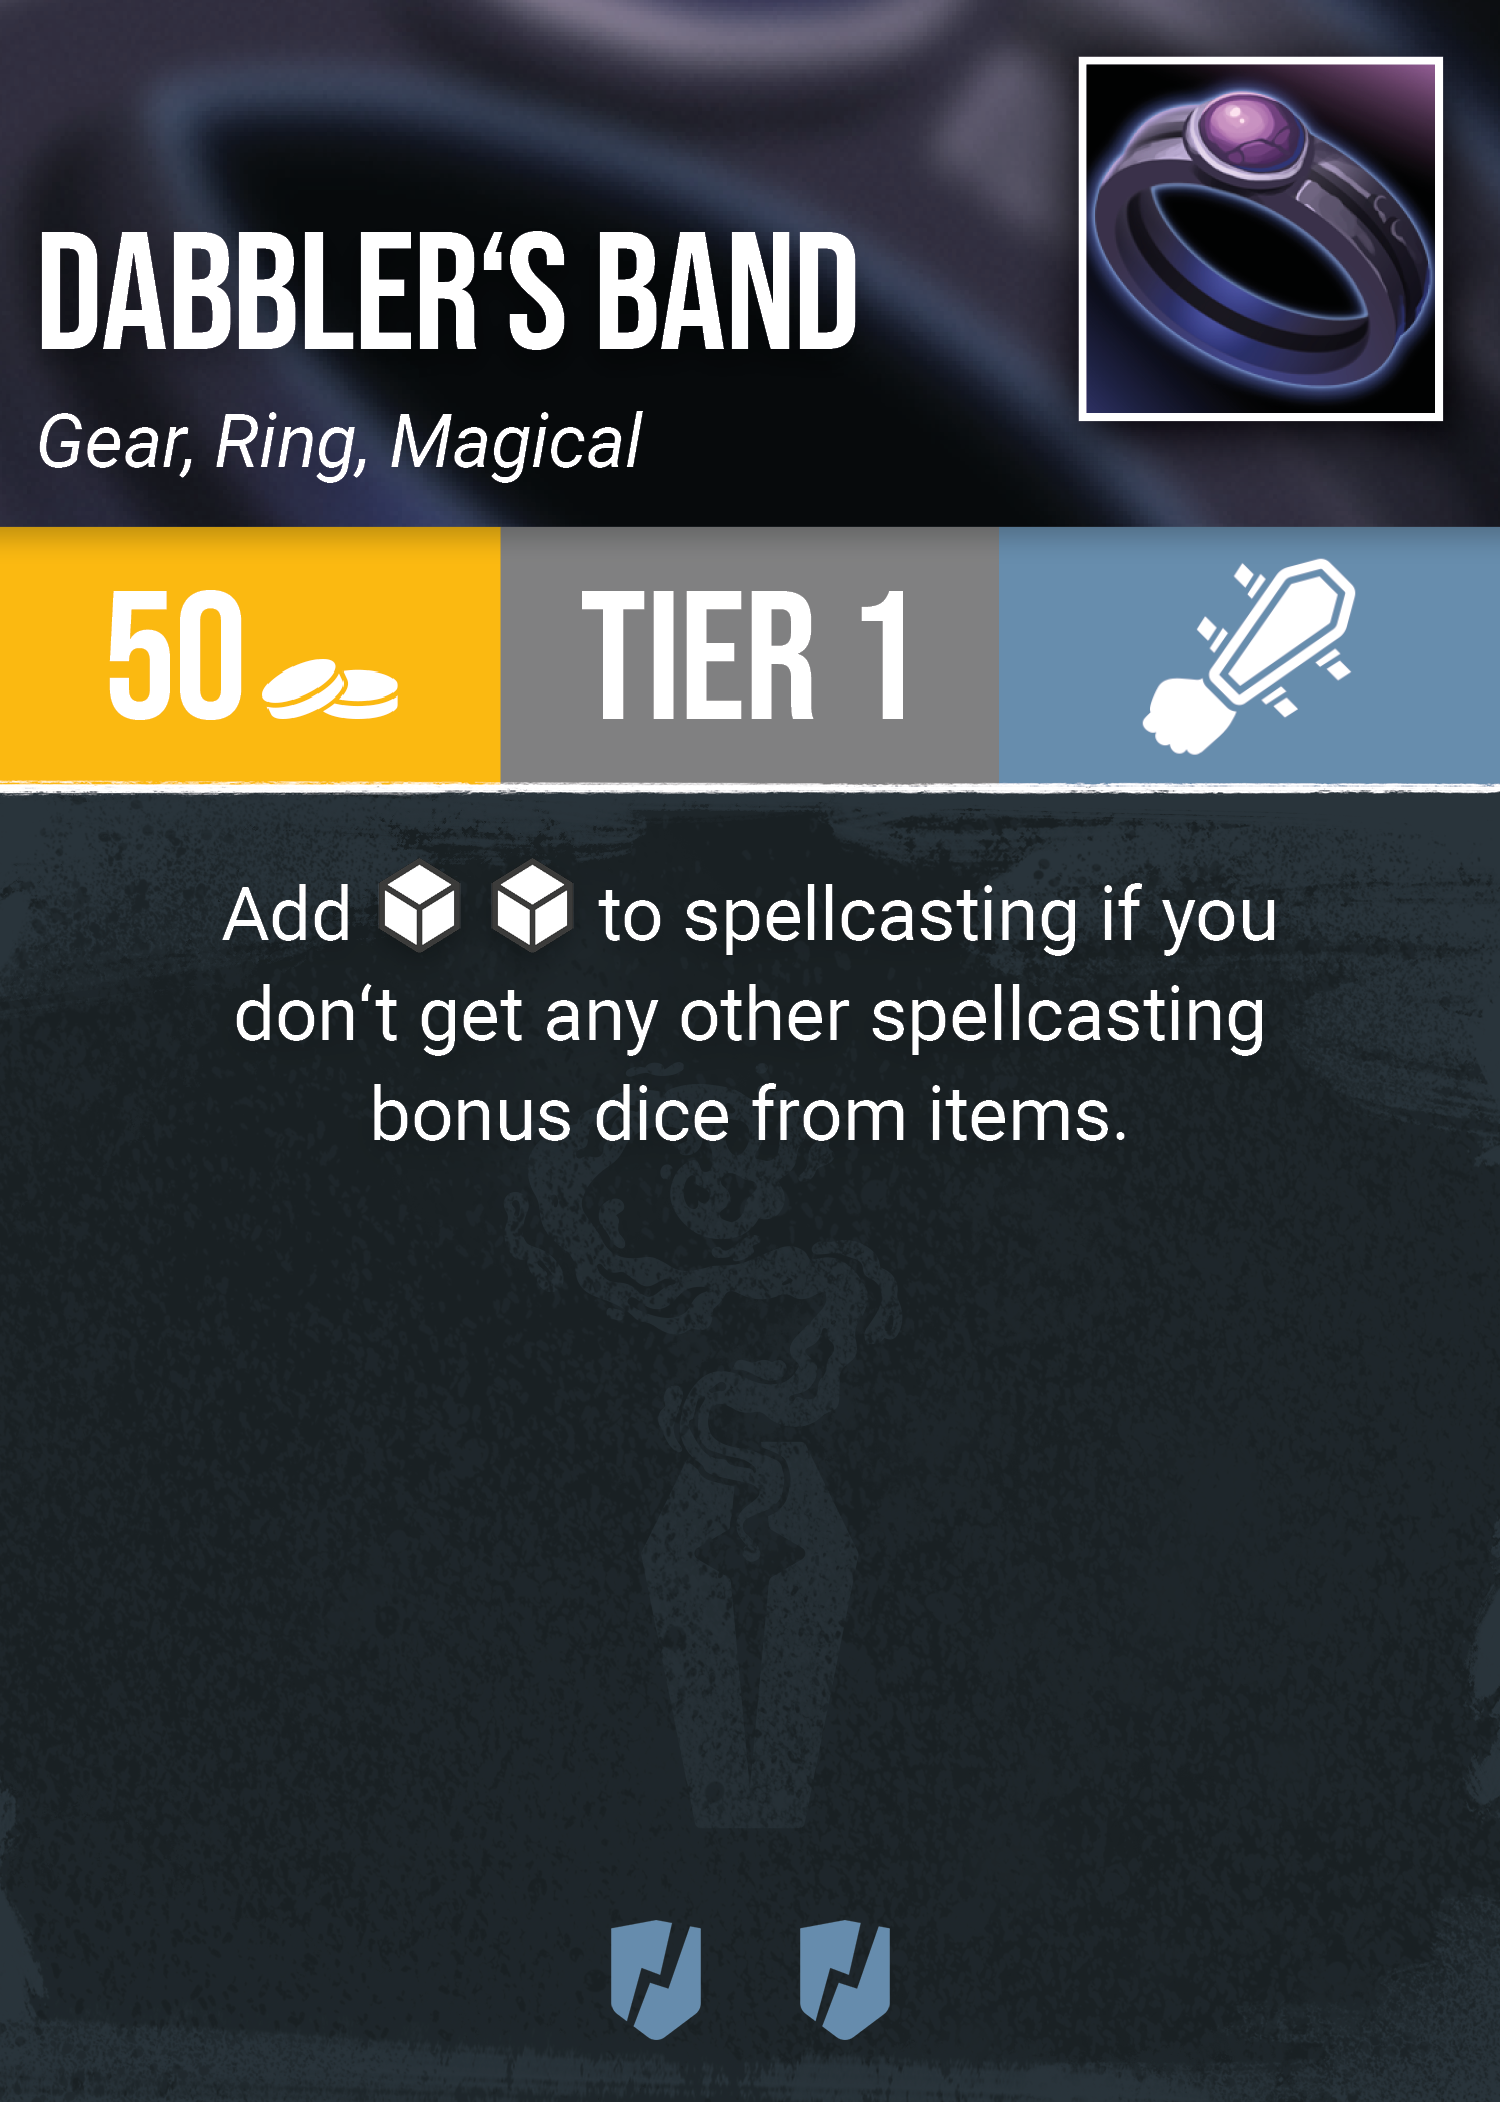 DABBLER‘S BAND
Gear, Ring, Magical
50
TIER 1
Add to spellcasting if you
don‘t get any other spellcasting
bonus dice from items.